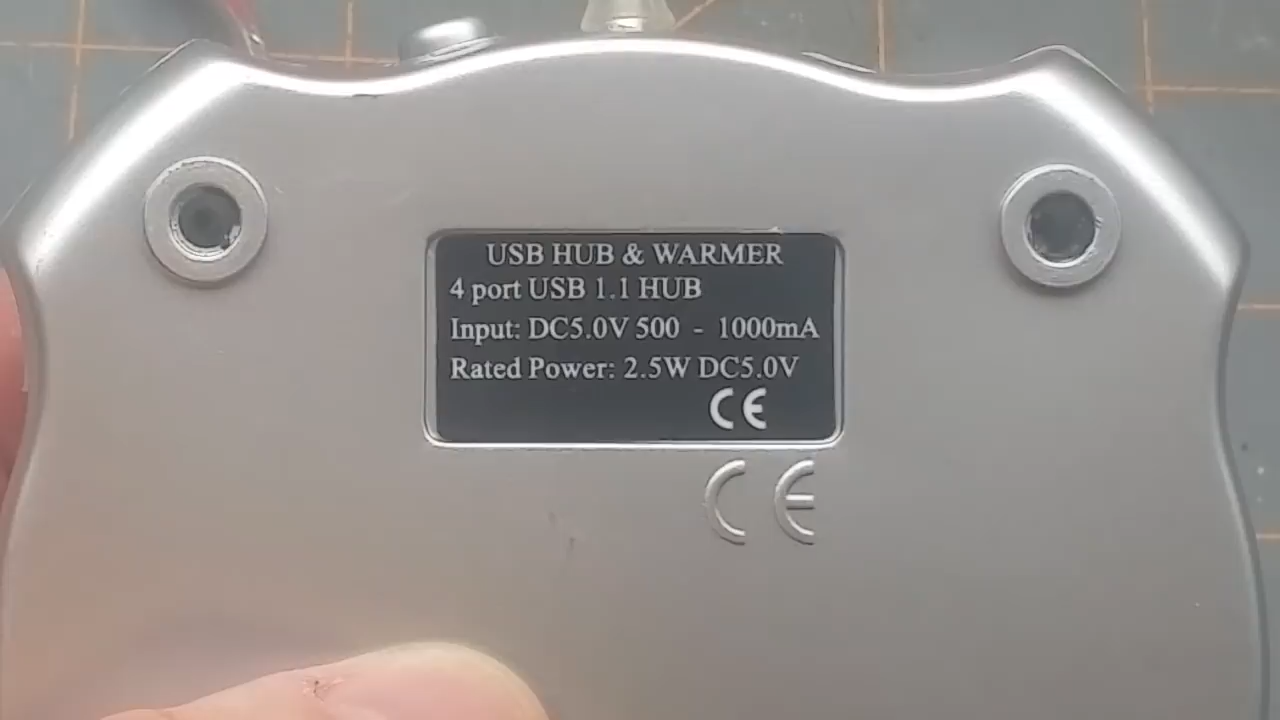 USB HUB & WARMER
4 port USB 1.1 HUB
Input: DC5.0V 500 - 1000mA
Rated Power: 2.5W DC5.0V
CE
CE